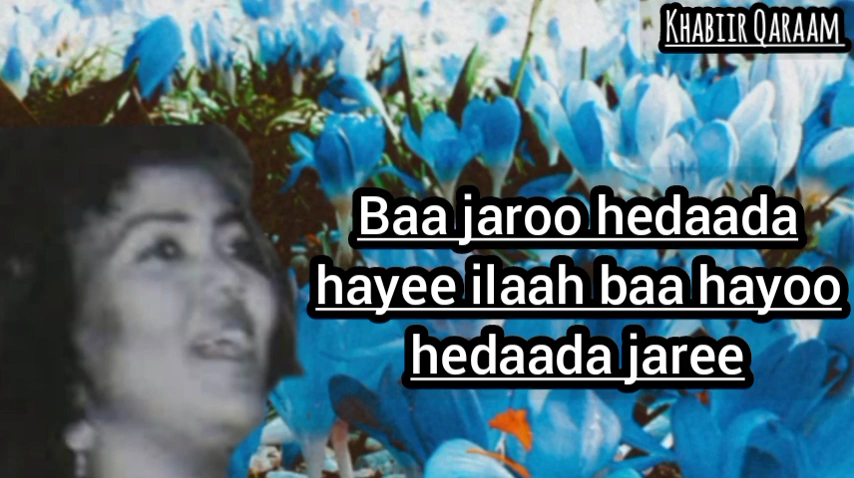 KHABIIR QARAAM
Baa jaroo hedaada
hayee ilaah baa hayoo
hedaada jaree